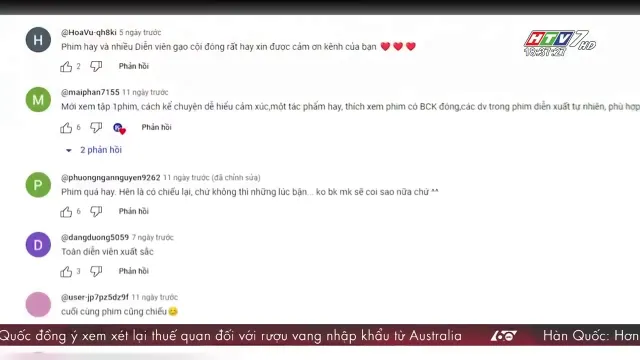 HTV7 HD
18:37:27
H
@HoaVu-qh8ki 5 ngày trước
Phim hay và nhiều Diễn viên gạo cội đóng rất hay xin được cảm ơn kênh của bạn ❤❤❤
2 Phản hồi
M
@maiphan7155 11 ngày trước
Mới xem tập 1phim, cách kể chuyện dễ hiểu cảm xúc,một tác phẩm hay, thích xem phim có BCK đóng,các dv trong phim diễn xuất tự nhiên, phù hợp
6 Phản hồi
2 phản hồi
P
@phuongngannguyen9262 11 ngày trước (đã chỉnh sửa)
Phim quá hay. Hên là có chiếu lại, chứ không thi những lúc bận... ko bk mk sẽ coi sao nữa chứ ^^
6 Phản hồi
D
@dangduong5059 7 ngày trước
Toàn diễn viên xuất sắc
3 Phản hồi
@user-jp7pz5dz9f 11 ngày trước
cuối cùng phim cũng chiếu😊
Quốc đồng ý xem xét lại thuế quan đối với rượu vang nhập khẩu từ Australia Hàn Quốc: Hơn